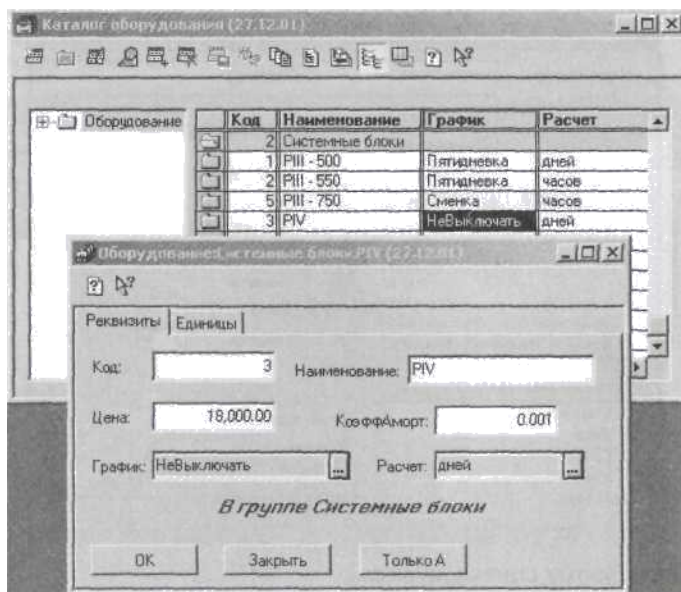 Каталог оборудования (27.12.01)
Оборудование
Код Наименование График Расчет
2 Системные блоки
1 PIII - 500 Пятидневка дней
2 PIII - 550 Пятидневка часов
5 PIII - 750 Сменка часов
3 PIV НеВыключать дней
Оборудование:Системные блоки:PIV (27.12.01)
Реквизиты Единицы
Код: 3 Наименование: PIV
Цена: 18,000.00 КоэффАморт: 0.001
График: НеВыключать ... Расчет: дней ...
В группе Системные блоки
OK Закрыть Только А